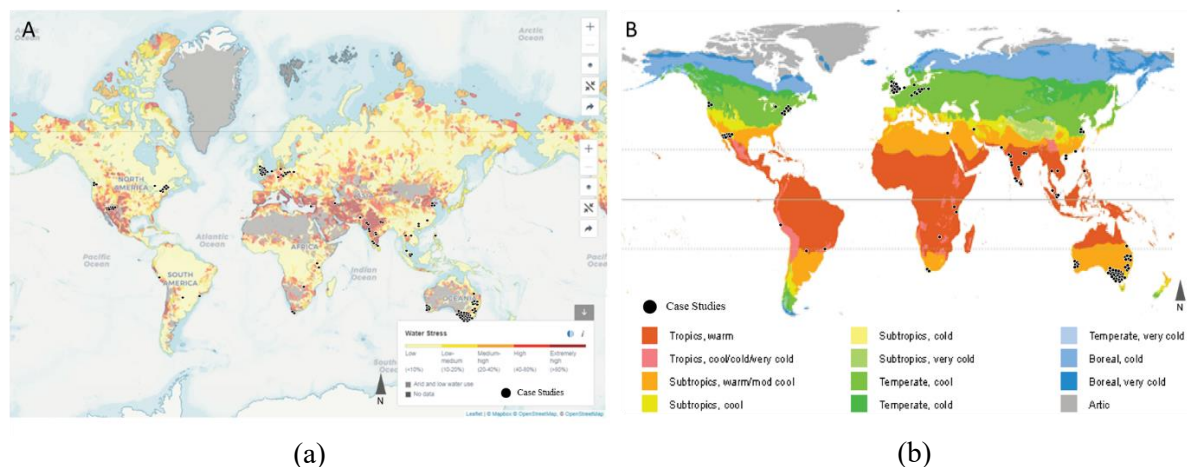 A
Arctic Ocean
NORTH AMERICA
Atlantic Ocean
Pacific Ocean
SOUTH AMERICA
AFRICA
Indian Ocean
OCEANIA
Water Stress
Low Low-medium Medium-high High Extremely high
(<10%) (10-20%) (20-40%) (40-80%) (>80%)
Arid and low water use
No data
Case Studies
N
Leaflet | © Mapbox © OpenStreetMap, © OpenStreetMap
(a)
B
Case Studies
N
Tropics, warm
Tropics, cool/cold/very cold
Subtropics, warm/mod cool
Subtropics, cool
Subtropics, cold
Subtropics, very cold
Temperate, cool
Temperate, cold
Temperate, very cold
Boreal, cold
Boreal, very cold
Artic
(b)